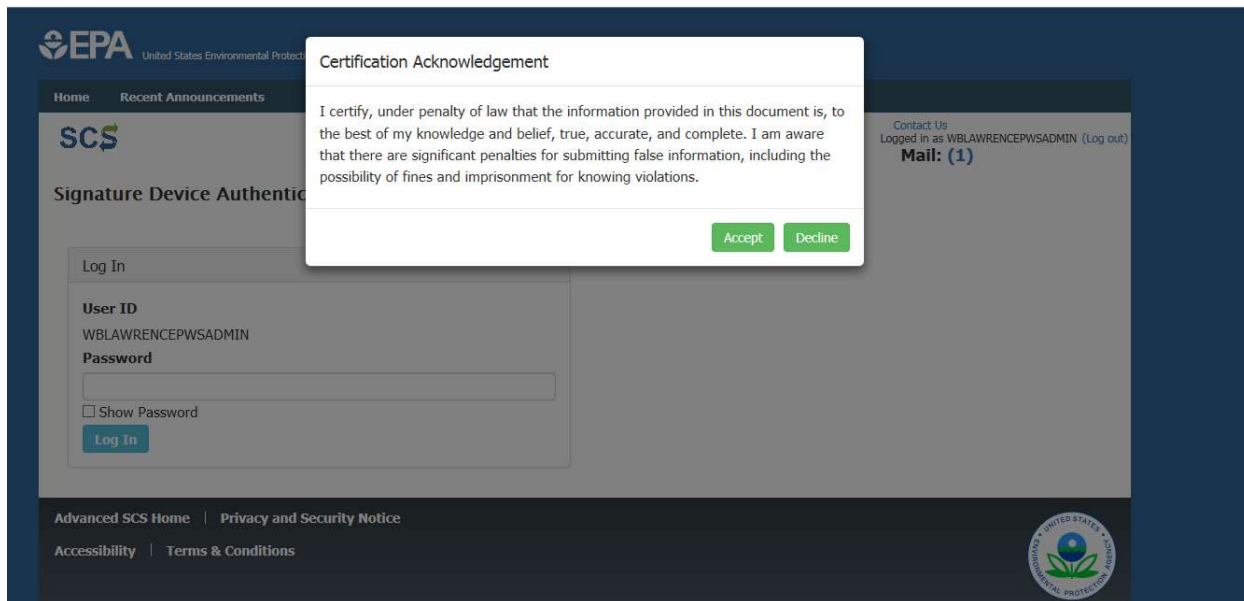 EPA United States Environmental Protecti
Home Recent Announcements
SCS
Contact Us
Logged in as WBLAWRENCEPWSADMIN (Log out)
Mail: (1)
Signature Device Authentic
Certification Acknowledgement
I certify, under penalty of law that the information provided in this document is, to
the best of my knowledge and belief, true, accurate, and complete. I am aware
that there are significant penalties for submitting false information, including the
possibility of fines and imprisonment for knowing violations.
Accept Decline
Log In
User ID
WBLAWRENCEPWSADMIN
Password
Show Password
Log In
Advanced SCS Home | Privacy and Security Notice
Accessibility | Terms & Conditions
UNITED STATES
ENVIRONMENTAL PROTECTION AGENCY